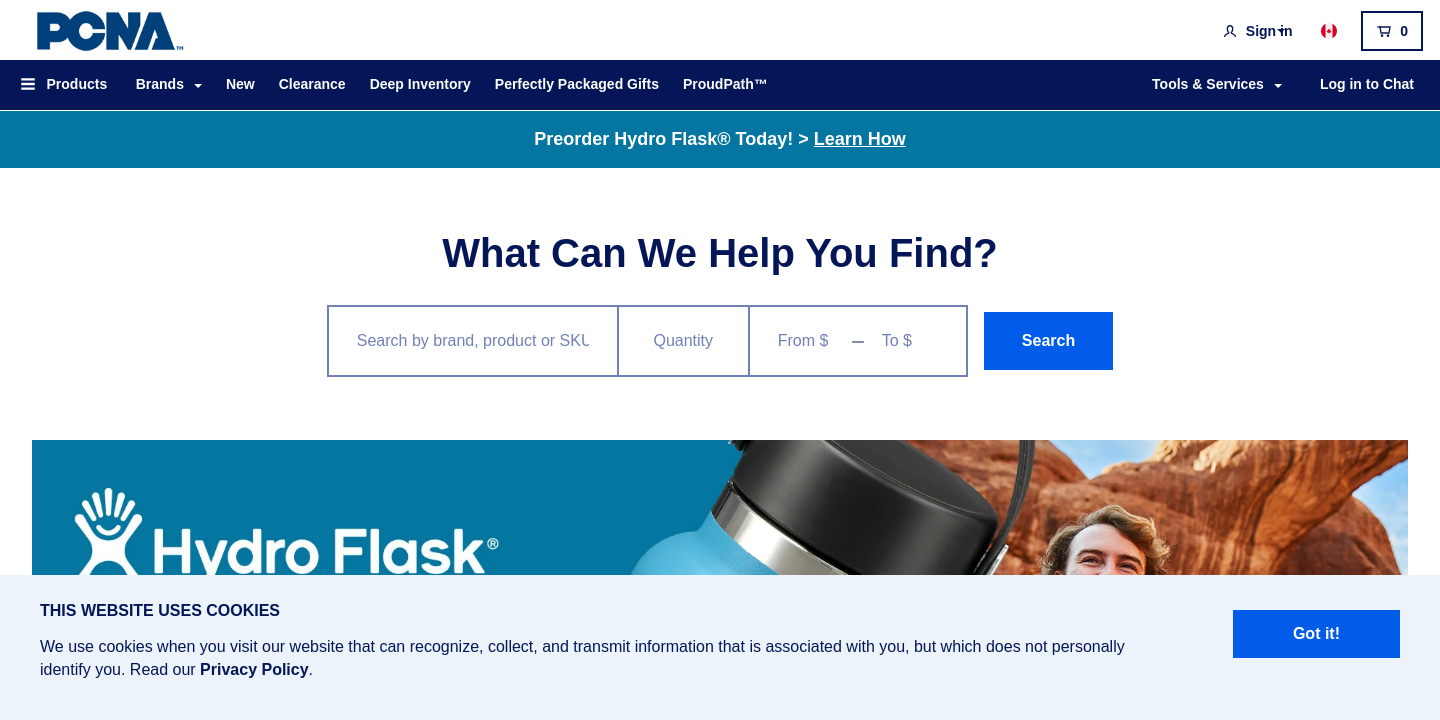 PCNA™
Sign in
0
Products
Brands
New
Clearance
Deep Inventory
Perfectly Packaged Gifts
ProudPath™
Tools & Services
Log in to Chat
Preorder Hydro Flask® Today! > Learn How
What Can We Help You Find?
Search by brand, product or SKU
Quantity
From $
–
To $
Search
Hydro Flask®
THIS WEBSITE USES COOKIES
We use cookies when you visit our website that can recognize, collect, and transmit information that is associated with you, but which does not personally
identify you. Read our Privacy Policy.
Got it!